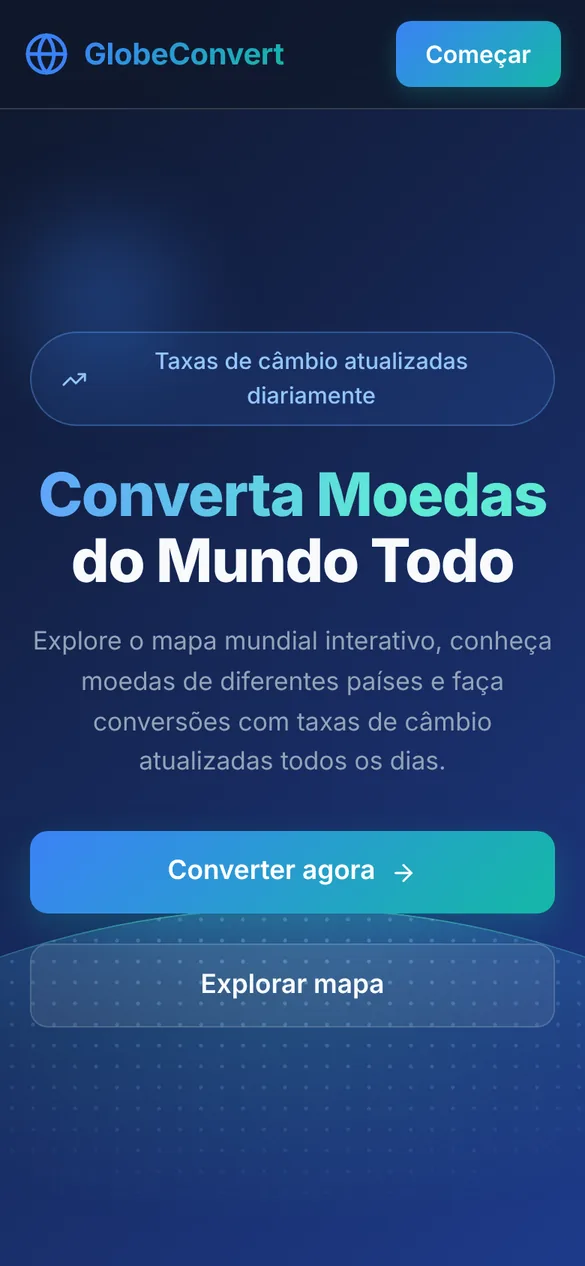 GlobeConvert
Começar
Taxas de câmbio atualizadas
diariamente
Converta Moedas
do Mundo Todo
Explore o mapa mundial interativo, conheça
moedas de diferentes países e faça
conversões com taxas de câmbio
atualizadas todos os dias.
Converter agora →
Explorar mapa